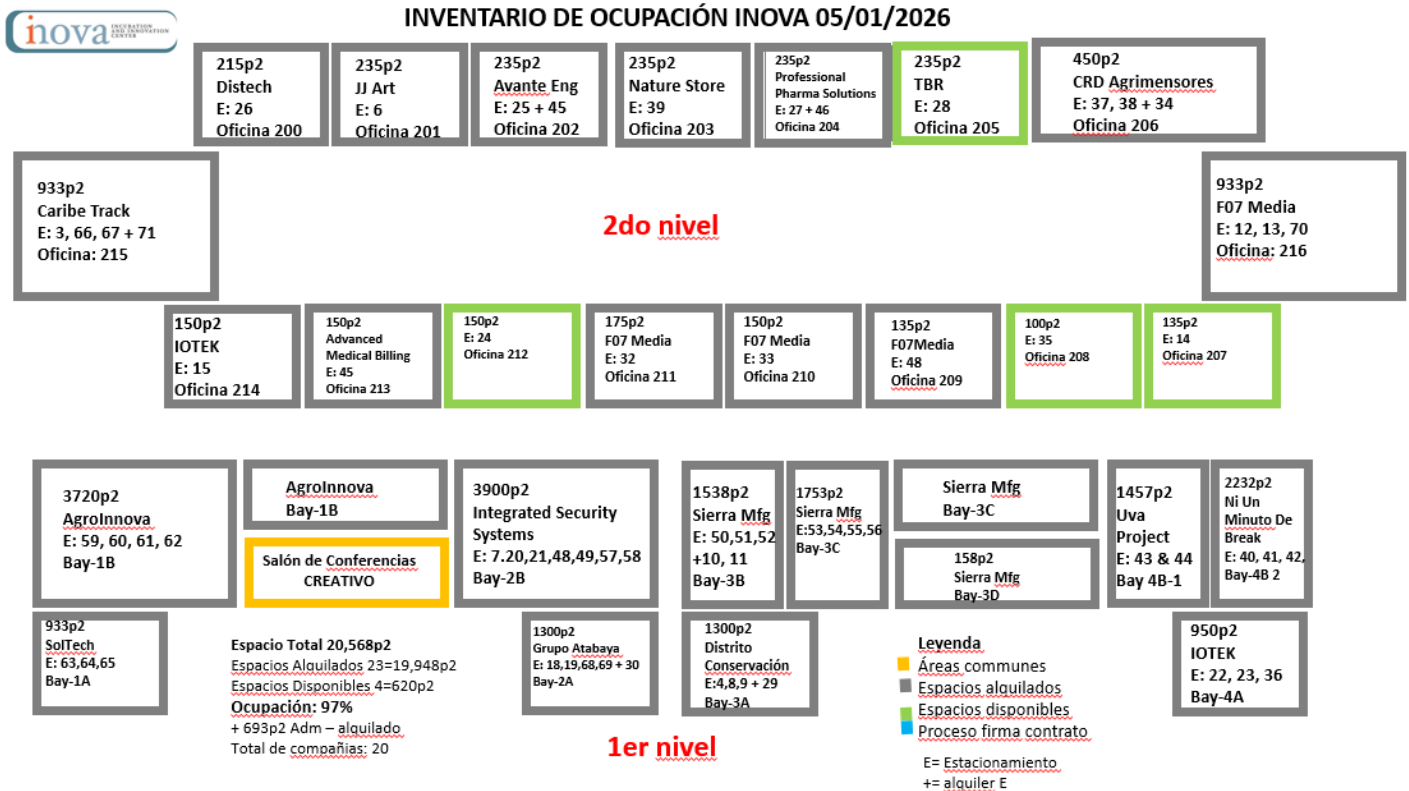 inova INCUBATION
AND INNOVATION
CENTER
INVENTARIO DE OCUPACIÓN INOVA 05/01/2026
215p2
Distech
E: 26
Oficina 200
235p2
JJ Art
E: 6
Oficina 201
235p2
Avante Eng
E: 25 + 45
Oficina 202
235p2
Nature Store
E: 39
Oficina 203
235p2
Professional
Pharma Solutions
E: 27 + 46
Oficina 204
235p2
TBR
E: 28
Oficina 205
450p2
CRD Agrimensores
E: 37, 38 + 34
Oficina 206
933p2
Caribe Track
E: 3, 66, 67 + 71
Oficina: 215
2do nivel
933p2
F07 Media
E: 12, 13, 70
Oficina: 216
150p2
IOTEK
E: 15
Oficina 214
150p2
Advanced
Medical Billing
E: 45
Oficina 213
150p2
E: 24
Oficina 212
175p2
F07 Media
E: 32
Oficina 211
150p2
F07 Media
E: 33
Oficina 210
135p2
F07Media
E: 48
Oficina 209
100p2
E: 35
Oficina 208
135p2
E: 14
Oficina 207
3720p2
AgroInnova
E: 59, 60, 61, 62
Bay-1B
AgroInnova
Bay-1B
Salón de Conferencias
CREATIVO
3900p2
Integrated Security
Systems
E: 7.20,21,48,49,57,58
Bay-2B
1538p2
Sierra Mfg
E: 50,51,52
+10, 11
Bay-3B
1753p2
Sierra Mfg
E:53,54,55,56
Bay-3C
Sierra Mfg
Bay-3C
158p2
Sierra Mfg
Bay-3D
1457p2
Uva
Project
E: 43 & 44
Bay 4B-1
2232p2
Ni Un
Minuto De
Break
E: 40, 41, 42,
Bay-4B 2
933p2
SolTech
E: 63,64,65
Bay-1A
Espacio Total 20,568p2
Espacios Alquilados 23=19,948p2
Espacios Disponibles 4=620p2
Ocupación: 97%
+ 693p2 Adm – alquilado
Total de compañias: 20
1300p2
Grupo Atabaya
E: 18,19,68,69 + 30
Bay-2A
1300p2
Distrito
Conservación
E:4,8,9 + 29
Bay-3A
Leyenda
Áreas communes
Espacios alquilados
Espacios disponibles
Proceso firma contrato
E= Estacionamiento
+= alquiler E
950p2
IOTEK
E: 22, 23, 36
Bay-4A
1er nivel